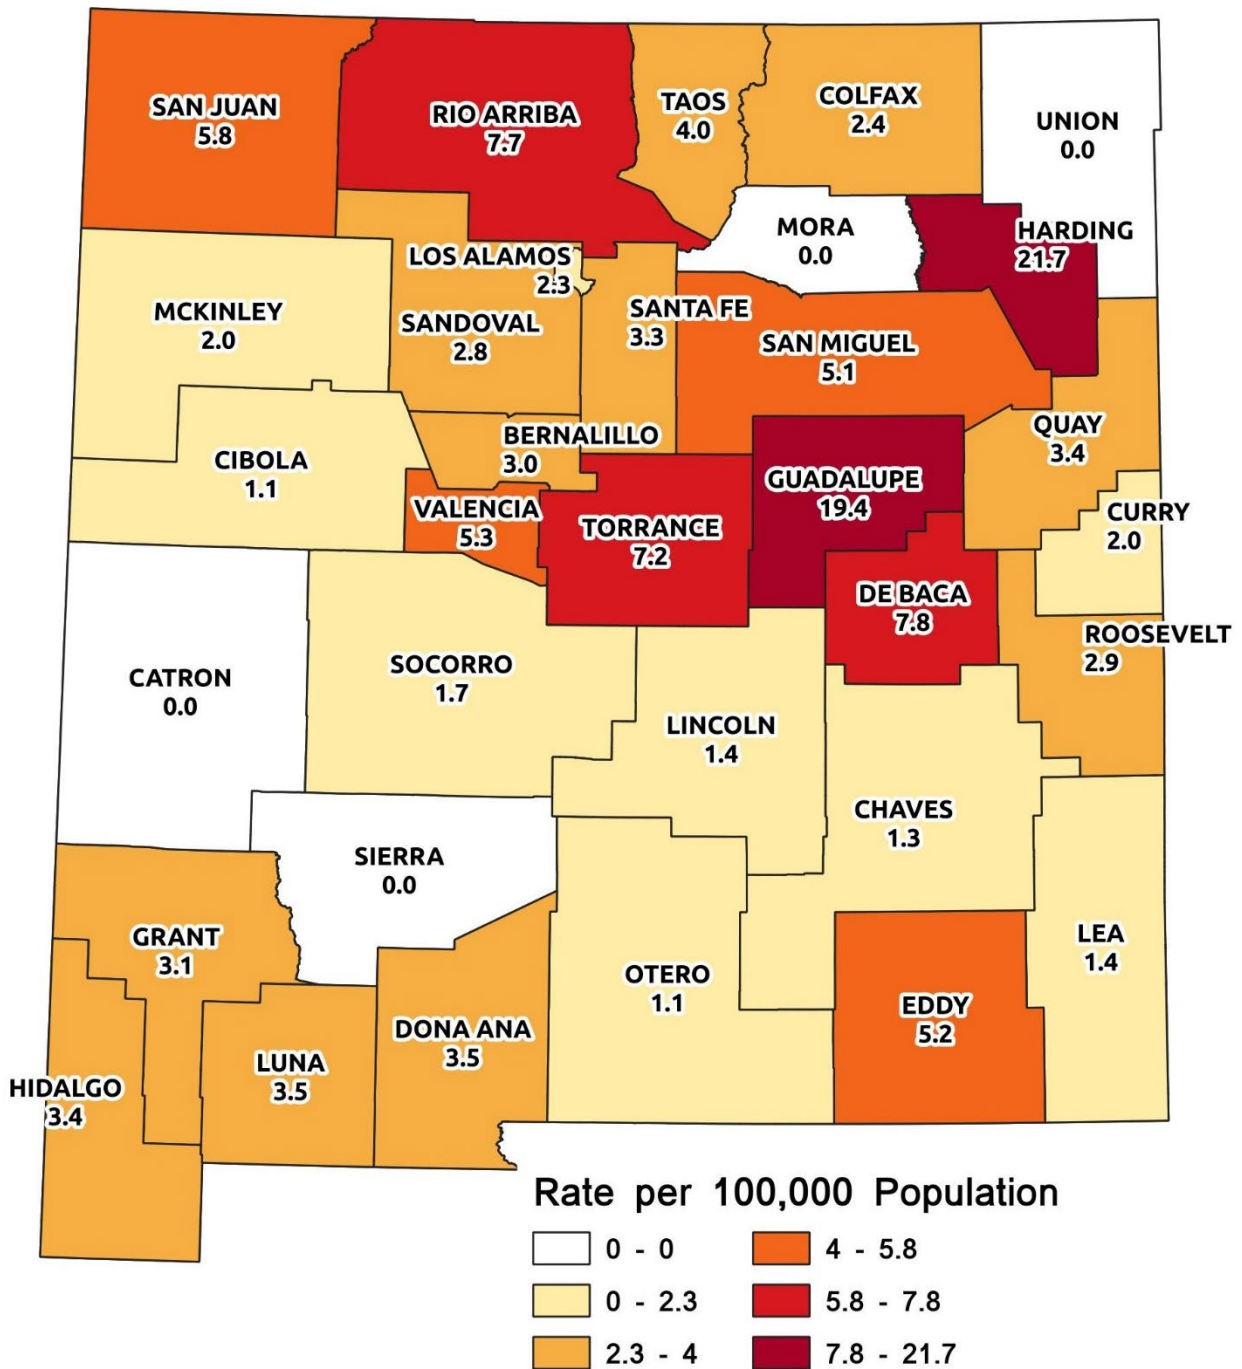 SAN JUAN
5.8
RIO ARRIBA
7.7
TAOS
4.0
COLFAX
2.4
UNION
0.0
MORA
0.0
HARDING
21.7
LOS ALAMOS
2.3
MCKINLEY
2.0
SANDOVAL
2.8
SANTA FE
3.3
SAN MIGUEL
5.1
QUAY
3.4
CIBOLA
1.1
BERNALILLO
3.0
GUADALUPE
19.4
VALENCIA
5.3
TORRANCE
7.2
CURRY
2.0
DE BACA
7.8
ROOSEVELT
2.9
CATRON
0.0
SOCORRO
1.7
LINCOLN
1.4
CHAVES
1.3
SIERRA
0.0
GRANT
3.1
OTERO
1.1
LEA
1.4
EDDY
5.2
DONA ANA
3.5
LUNA
3.5
HIDALGO
3.4
Rate per 100,000 Population
0 - 0
0 - 2.3
2.3 - 4
4 - 5.8
5.8 - 7.8
7.8 - 21.7